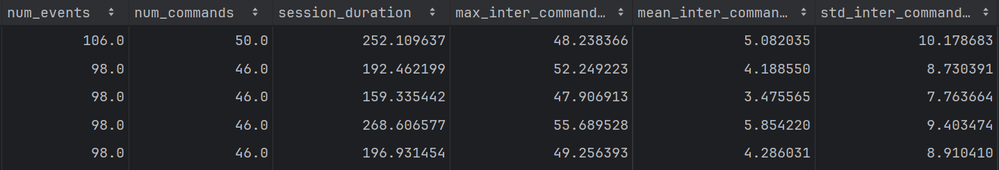 num_events num_commands session_duration max_inter_command… mean_inter_comman… std_inter_command…
106.0 50.0 252.109637 48.238366 5.082035 10.178683
98.0 46.0 192.462199 52.249223 4.188550 8.730391
98.0 46.0 159.335442 47.906913 3.475565 7.763664
98.0 46.0 268.606577 55.689528 5.854220 9.403474
98.0 46.0 196.931454 49.256393 4.286031 8.910410